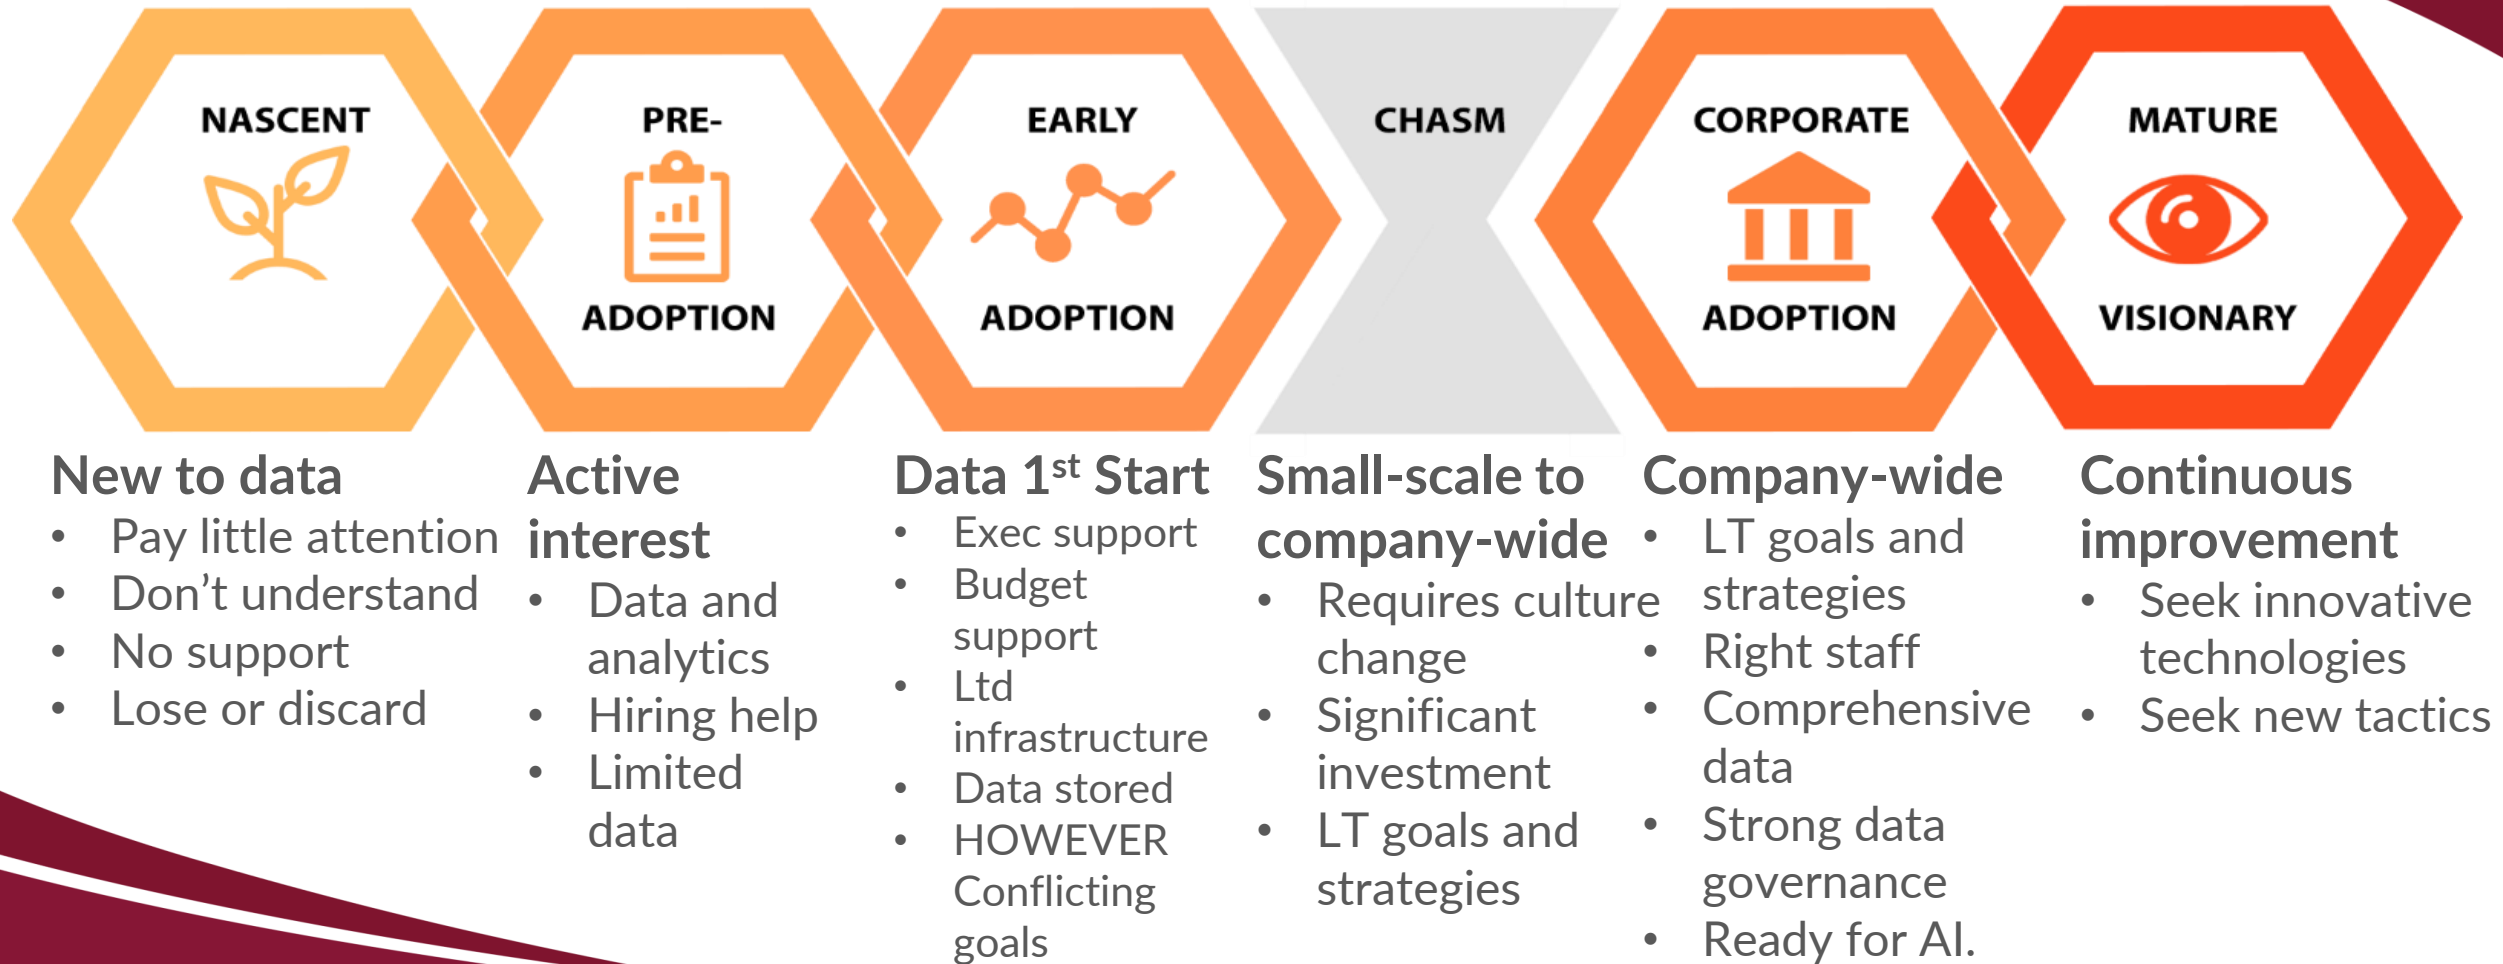 NASCENT
PRE-
ADOPTION
EARLY
ADOPTION
CHASM
CORPORATE
ADOPTION
MATURE
VISIONARY
New to data
• Pay little attention
• Don’t understand
• No support
• Lose or discard
Active
interest
• Data and
analytics
• Hiring help
• Limited
data
Data 1st Start
• Exec support
• Budget
support
• Ltd
infrastructure
• Data stored
• HOWEVER
Conflicting
goals
Small-scale to
company-wide
• Requires culture
change
• Significant
investment
• LT goals and
strategies
Company-wide
• LT goals and
strategies
• Right staff
• Comprehensive
data
• Strong data
governance
• Ready for AI.
Continuous
improvement
• Seek innovative
technologies
• Seek new tactics